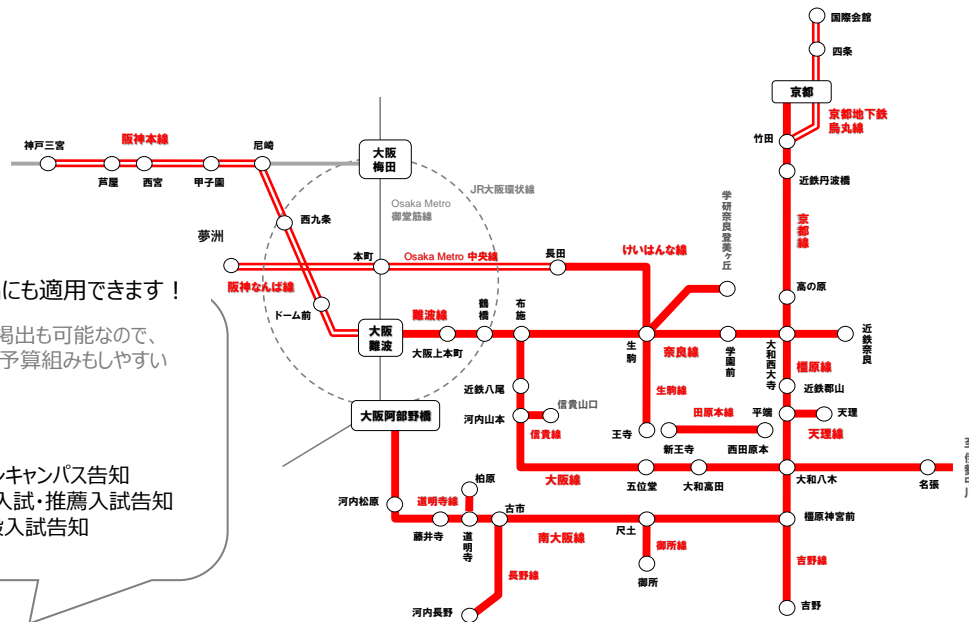 国際会館
四条
京都
京都地下鉄
烏丸線
竹田
近鉄丹波橋
京都線
阪神本線
神戸三宮
尼崎
芦屋
西宮
甲子園
大阪
梅田
JR大阪環状線
Osaka Metro
御堂筋線
学研奈良登美ヶ丘
西九条
夢洲
本町
Osaka Metro 中央線
長田
けいはんな線
阪神なんば線
ドーム前
大阪
難波
難波線
大阪上本町
鶴橋
布施
生駒
奈良線
学園前
高の原
大和西大寺
近鉄奈良
橿原線
にも適用できます！
掲出も可能なので、
予算組みもしやすい
近鉄八尾
生駒線
近鉄郡山
大阪阿部野橋
河内山本
信貴山口
信貴線
王寺
田原本線
新王寺
西田原本
平端
天理
天理線
キャンパス告知
入試・推薦入試告知
入試告知
大阪線
五位堂
大和高田
大和八木
名張
河内松原
道明寺線
柏原
藤井寺
道明寺
古市
南大阪線
尺土
橿原神宮前
御所線
御所
長野線
河内長野
吉野線
吉野